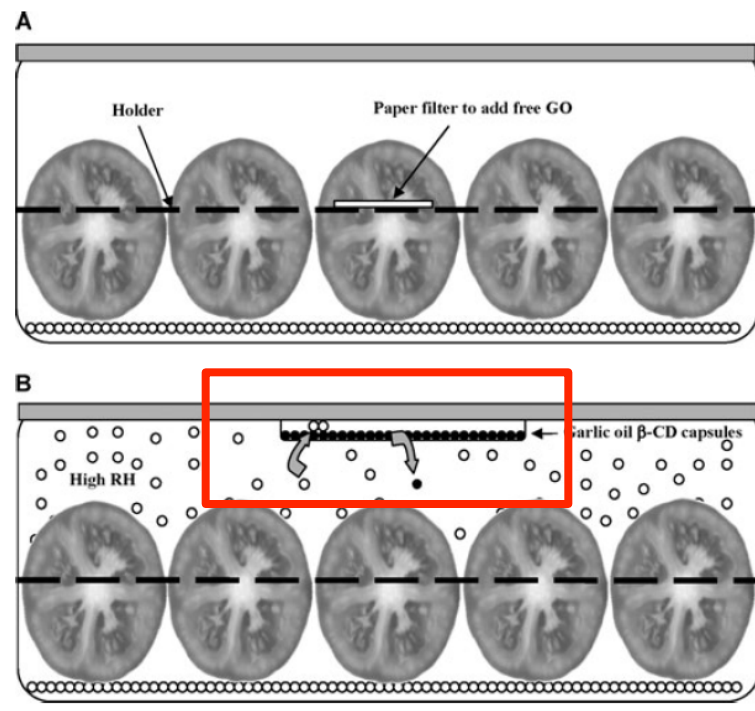 A
Holder
Paper filter to add free GO
B
Garlic oil β-CD capsules
High RH